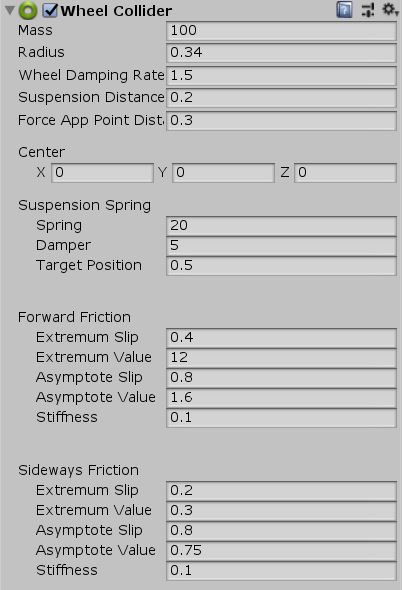 Wheel Collider
Mass 100
Radius 0.34
Wheel Damping Rate 1.5
Suspension Distance 0.2
Force App Point Dista 0.3
Center
X 0 Y 0 Z 0
Suspension Spring
Spring 20
Damper 5
Target Position 0.5
Forward Friction
Extremum Slip 0.4
Extremum Value 12
Asymptote Slip 0.8
Asymptote Value 1.6
Stiffness 0.1
Sideways Friction
Extremum Slip 0.2
Extremum Value 0.3
Asymptote Slip 0.8
Asymptote Value 0.75
Stiffness 0.1